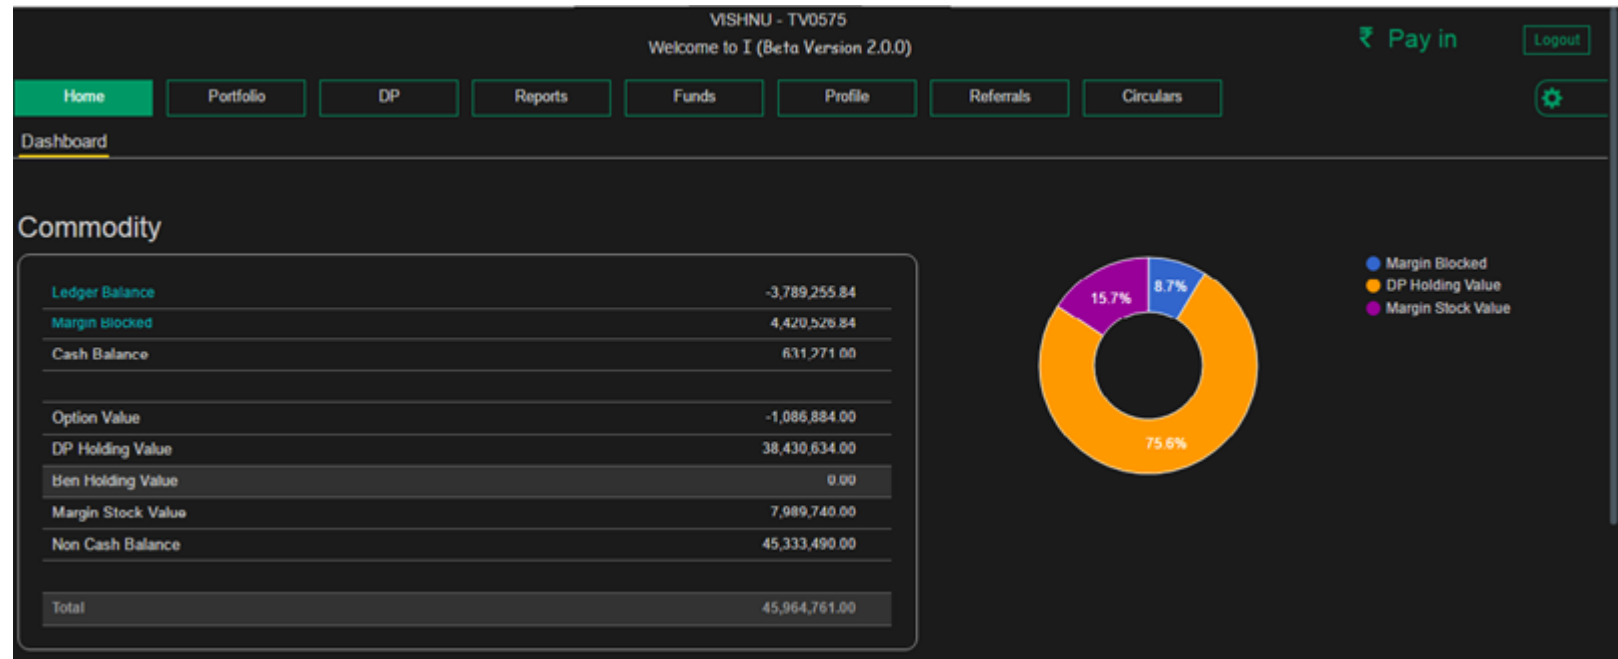 VISHNU - TV0575
Welcome to I (Beta Version 2.0.0)
₹ Pay in
Logout
Home Portfolio DP Reports Funds Profile Referrals Circulars
Dashboard
Commodity
Ledger Balance -3,789,255.84
Margin Blocked 4,420,526.84
Cash Balance 631,271.00
Option Value -1,086,884.00
DP Holding Value 38,430,634.00
Ben Holding Value 0.00
Margin Stock Value 7,989,740.00
Non Cash Balance 45,333,490.00
Total 45,964,761.00
8.7%
15.7%
75.6%
Margin Blocked
DP Holding Value
Margin Stock Value